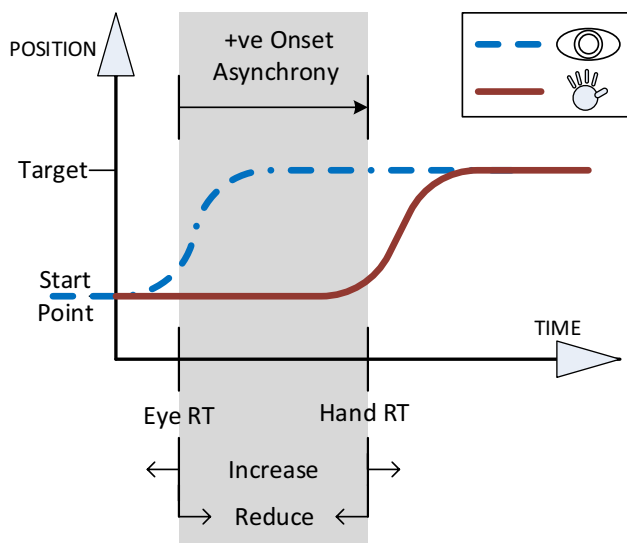 POSITION
+ve Onset
Asynchrony
Target
Start
Point
TIME
Eye RT
Hand RT
Increase
Reduce